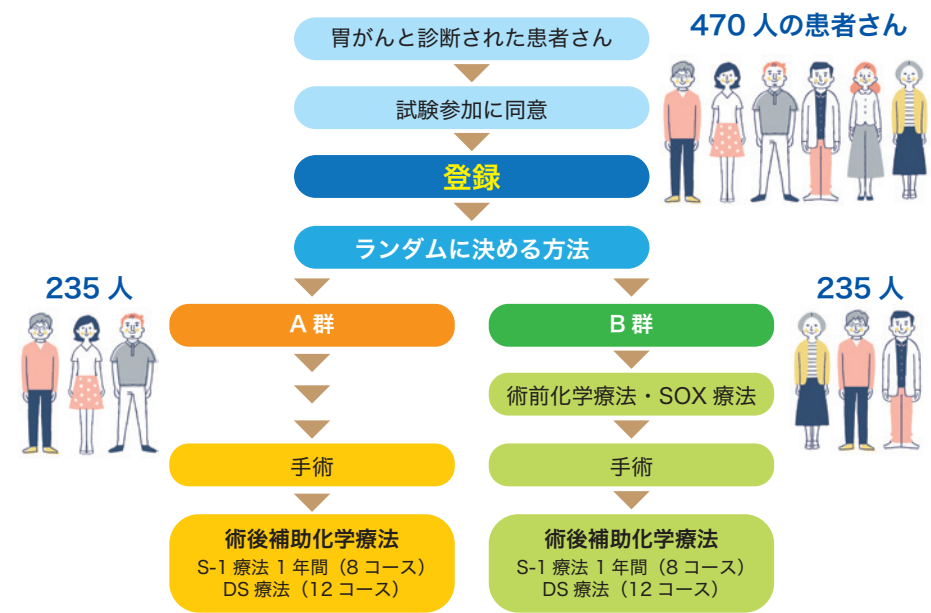 胃がんと診断された患者さん
470 人の患者さん
試験参加に同意
登録
ランダムに決める方法
235 人
235 人
A 群
B 群
術前化学療法・SOX 療法
手術
手術
術後補助化学療法
S-1 療法 1 年間（8 コース）
DS 療法（12 コース）
術後補助化学療法
S-1 療法 1 年間（8 コース）
DS 療法（12 コース）